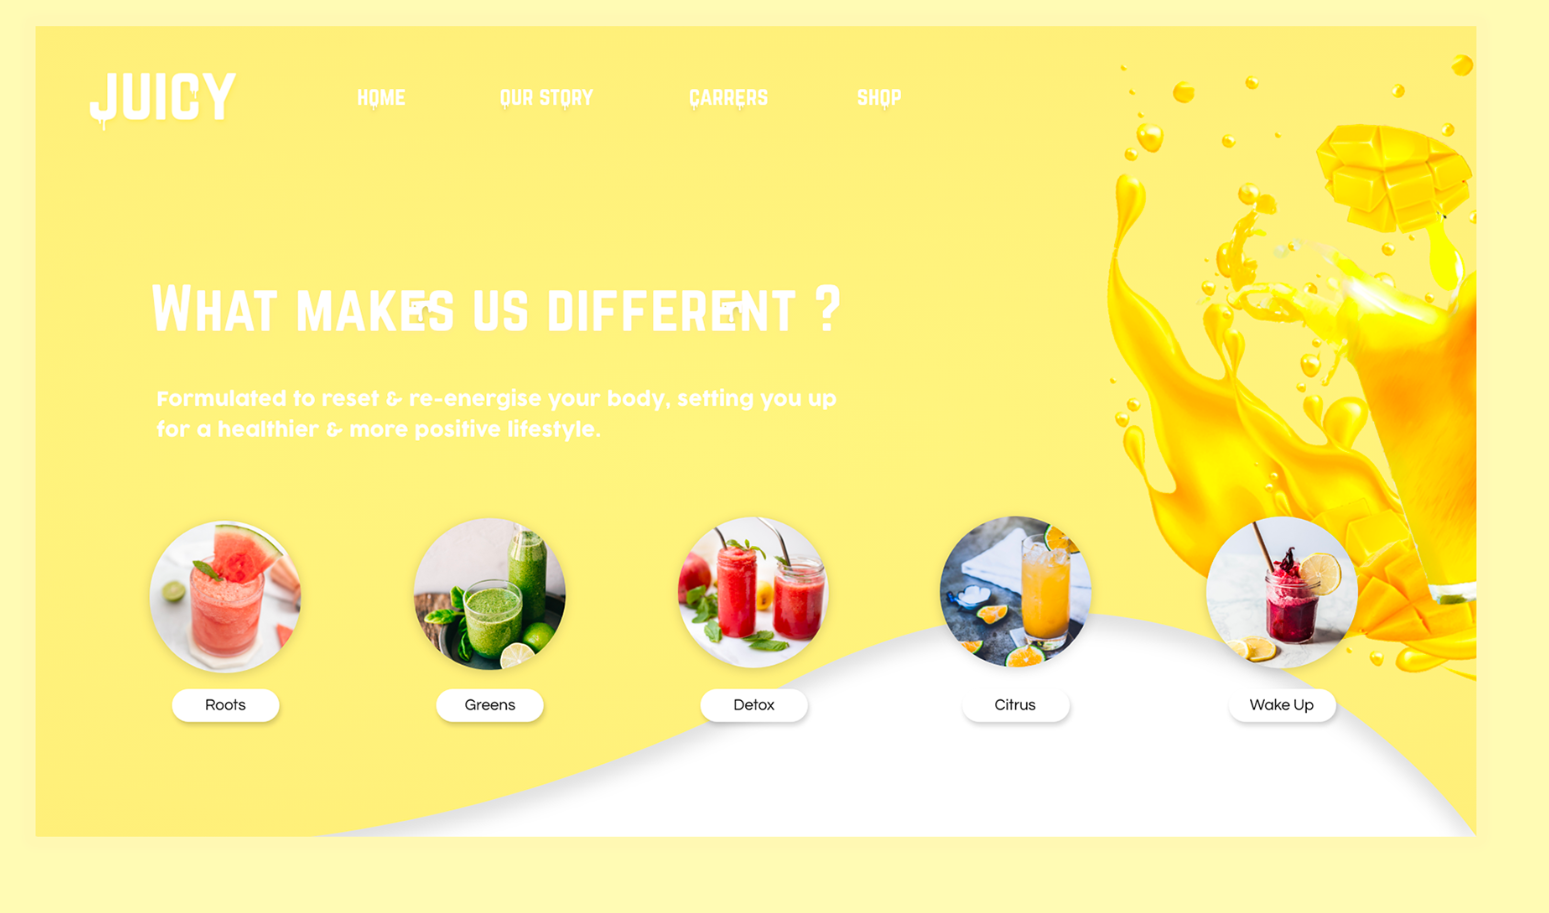 JUICY
HOME
OUR STORY
CARRERS
SHOP
WHAT MAKES US DIFFERENT ?
Formulated to reset & re-energise your body, setting you up
for a healthier & more positive lifestyle.
Roots
Greens
Detox
Citrus
Wake Up